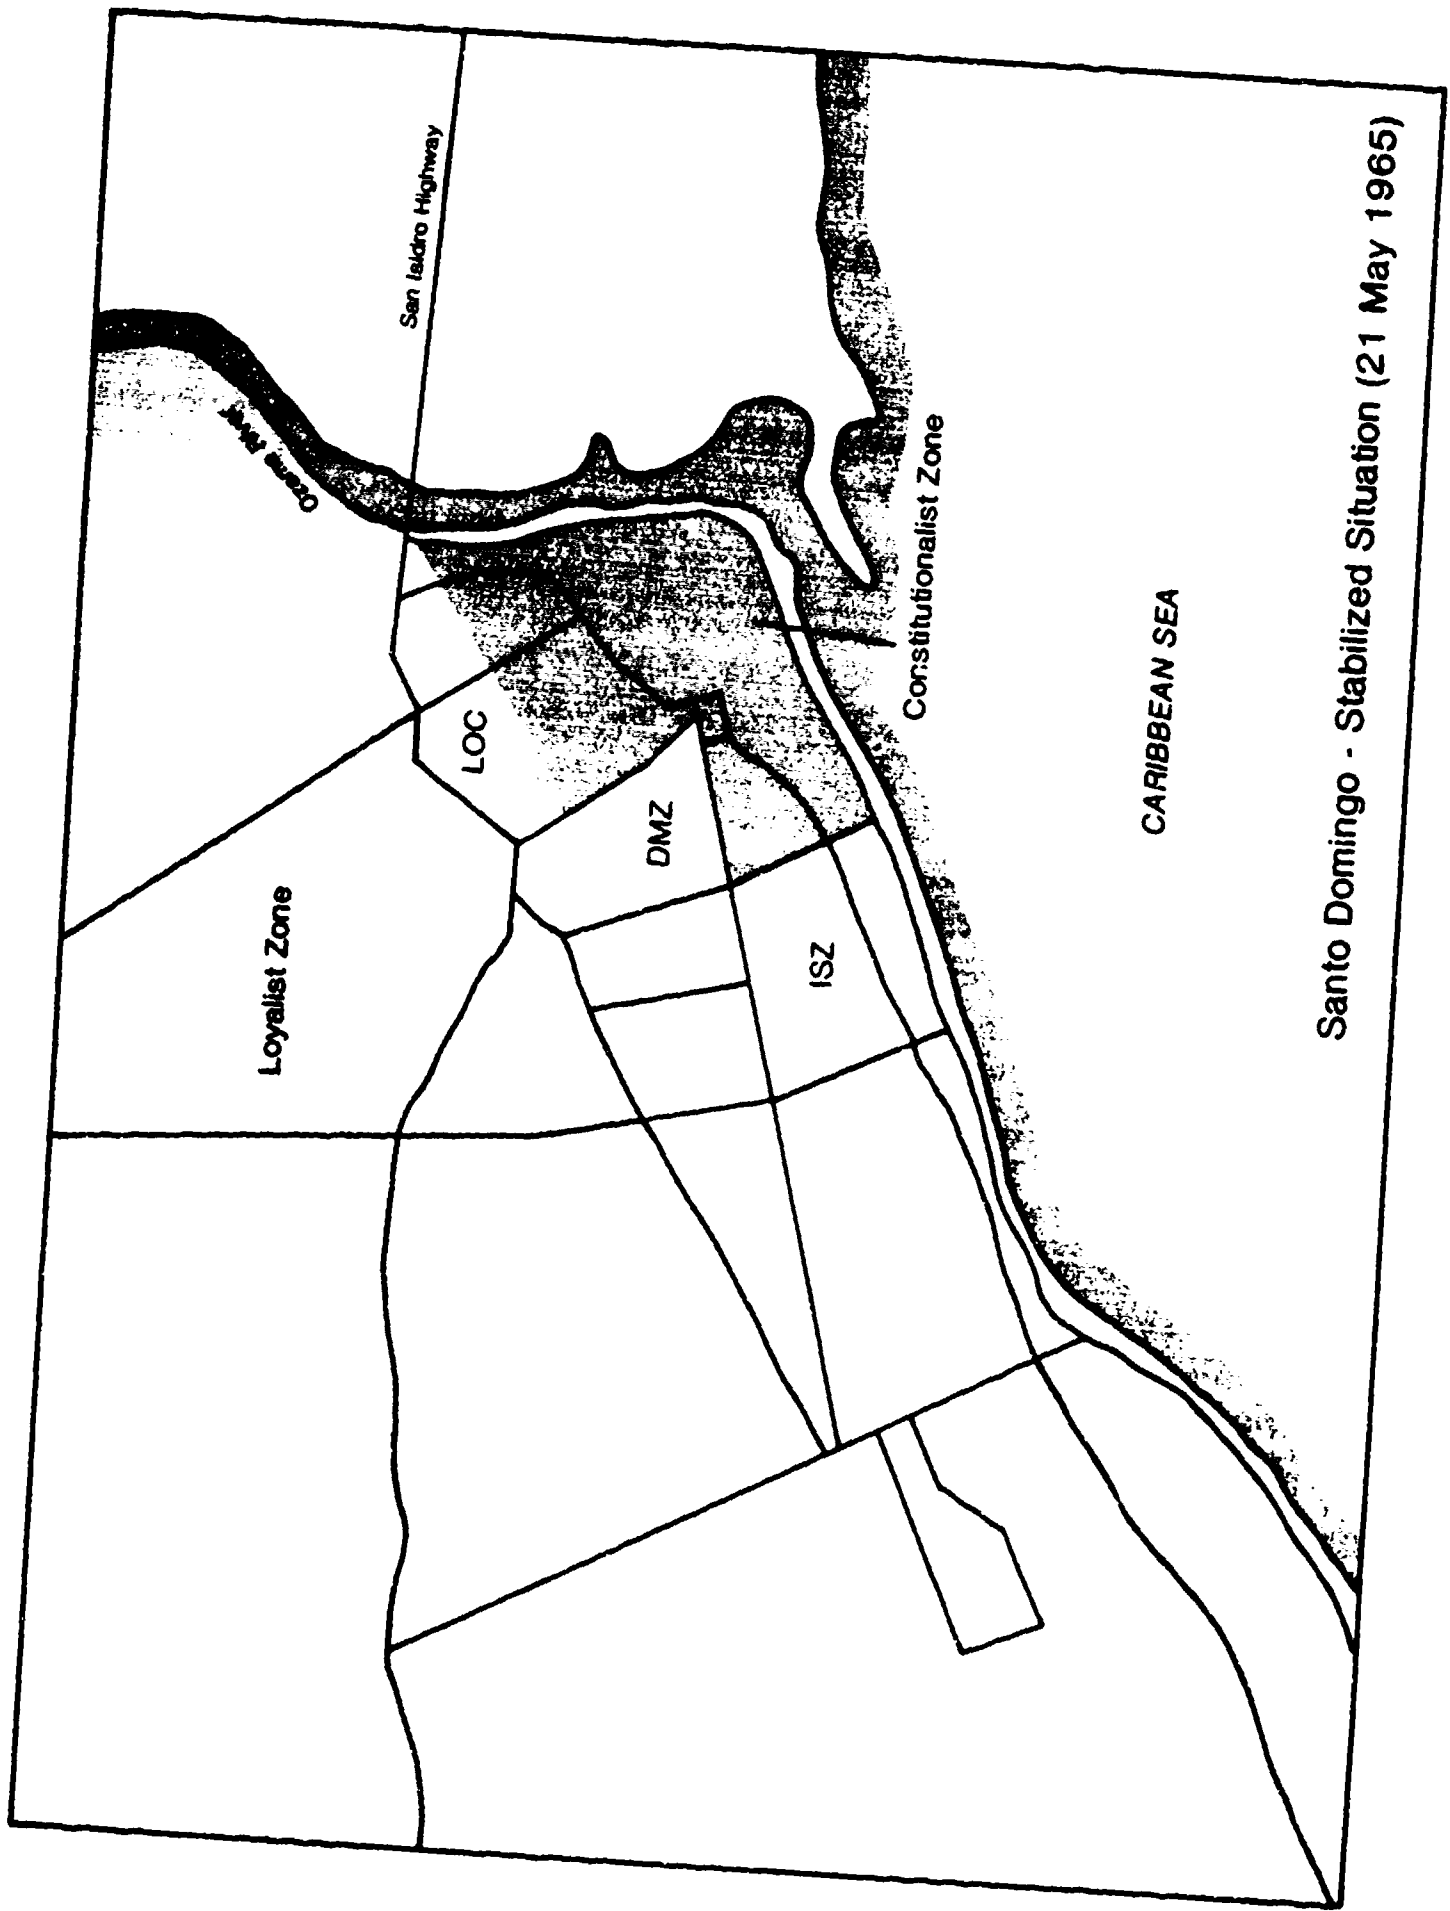 San Isidro Highway
Ozama River
LOC
Constitutionalist Zone
DMZ
Loyalist Zone
ISZ
CARIBBEAN SEA
Santo Domingo - Stabilized Situation (21 May 1965)